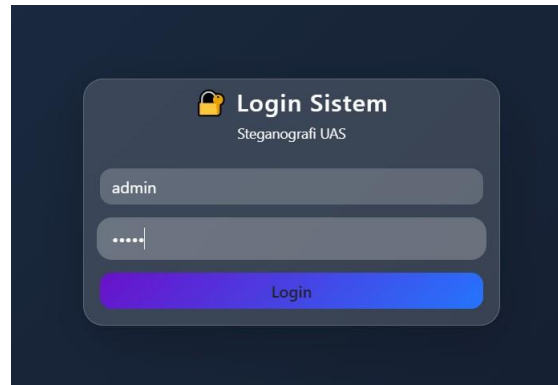 Login Sistem
Steganografi UAS
admin
•••••
Login